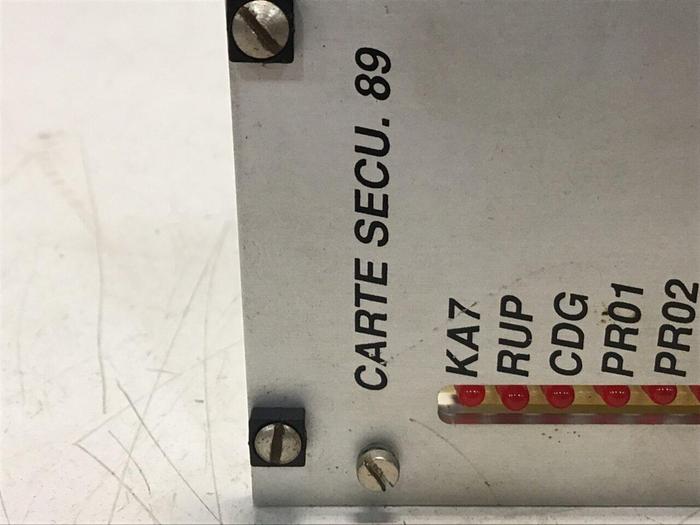 CARTE SECU. 89
KA7
RUP
CDG
PR01
PR02